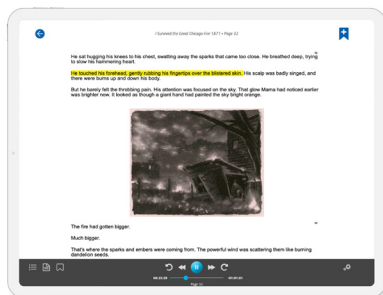 I Survived the Great Chicago Fire 1871 • Page 32
He sat hugging his knees to his chest, swatting away the sparks that came too close. He breathed deep, trying
to slow his hammering heart.
He touched his forehead, gently rubbing his fingertips over the blistered skin. His scalp was badly singed, and
there were burns up and down his body.
But he barely felt the throbbing pain. His attention was focused on the sky. That glow Mama had noticed earlier
was brighter now. It looked as though a giant hand had painted the sky bright orange.
The fire had gotten bigger.
Much bigger.
That's where the sparks and embers were coming from. The powerful wind was scattering them like burning
dandelion seeds.
Page 32